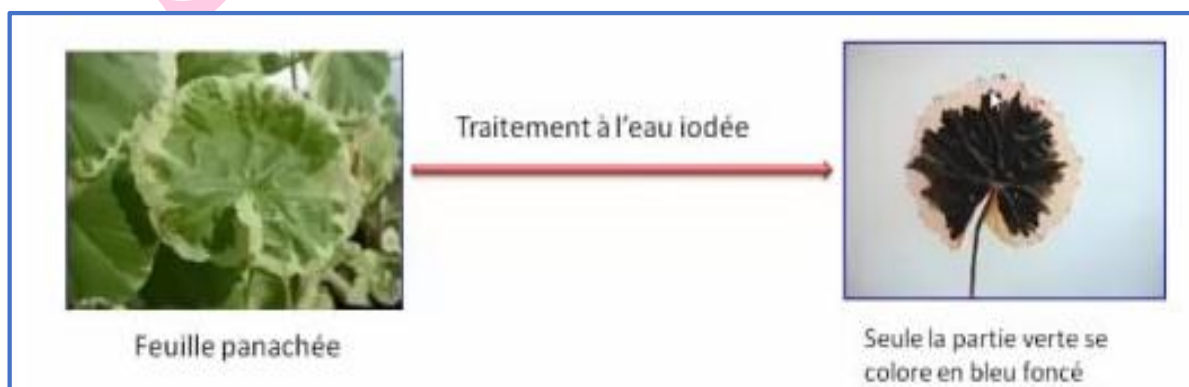 Traitement à l'eau iodée
Feuille panachée
Seule la partie verte se
colore en bleu foncé